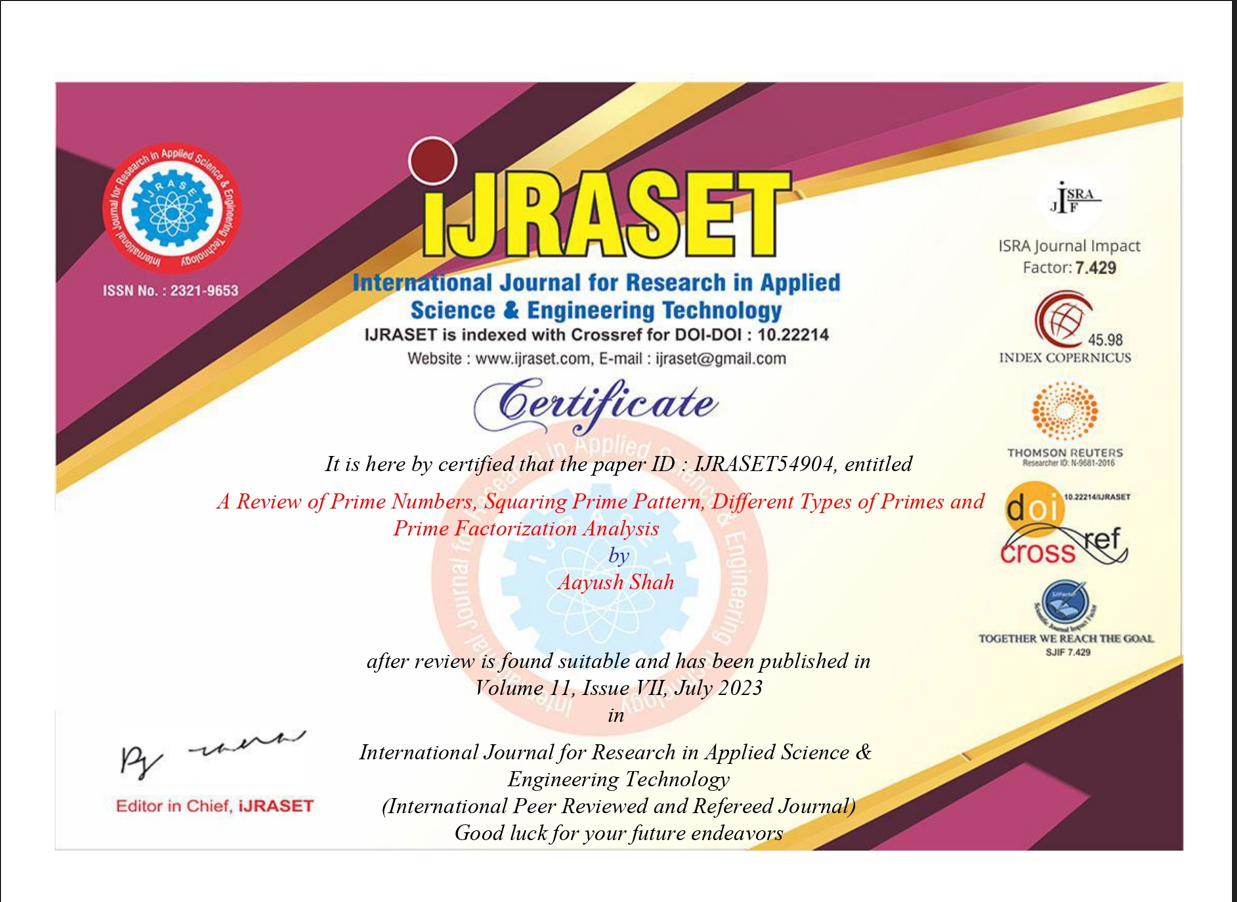 International Journal for Research in Applied Science & Engineering Technology
IJRASET
ISSN No. : 2321-9653
iJRASET
International Journal for Research in Applied
Science & Engineering Technology
IJRASET is indexed with Crossref for DOI-DOI : 10.22214
Website : www.ijraset.com, E-mail : ijraset@gmail.com
Certificate
It is here by certified that the paper ID : IJRASET54904, entitled
A Review of Prime Numbers, Squaring Prime Pattern, Different Types of Primes and
Prime Factorization Analysis
by
Aayush Shah
after review is found suitable and has been published in
Volume 11, Issue VII, July 2023
in
International Journal for Research in Applied Science &
Engineering Technology
(International Peer Reviewed and Refereed Journal)
Good luck for your future endeavors
Editor in Chief, iJRASET
ISRA
JIF
ISRA Journal Impact
Factor: 7.429
45.98
INDEX COPERNICUS
THOMSON REUTERS
Researcher ID: N-9681-2016
doi
10.22214/IJRASET
cross ref
TOGETHER WE REACH THE GOAL
SJIF 7.429